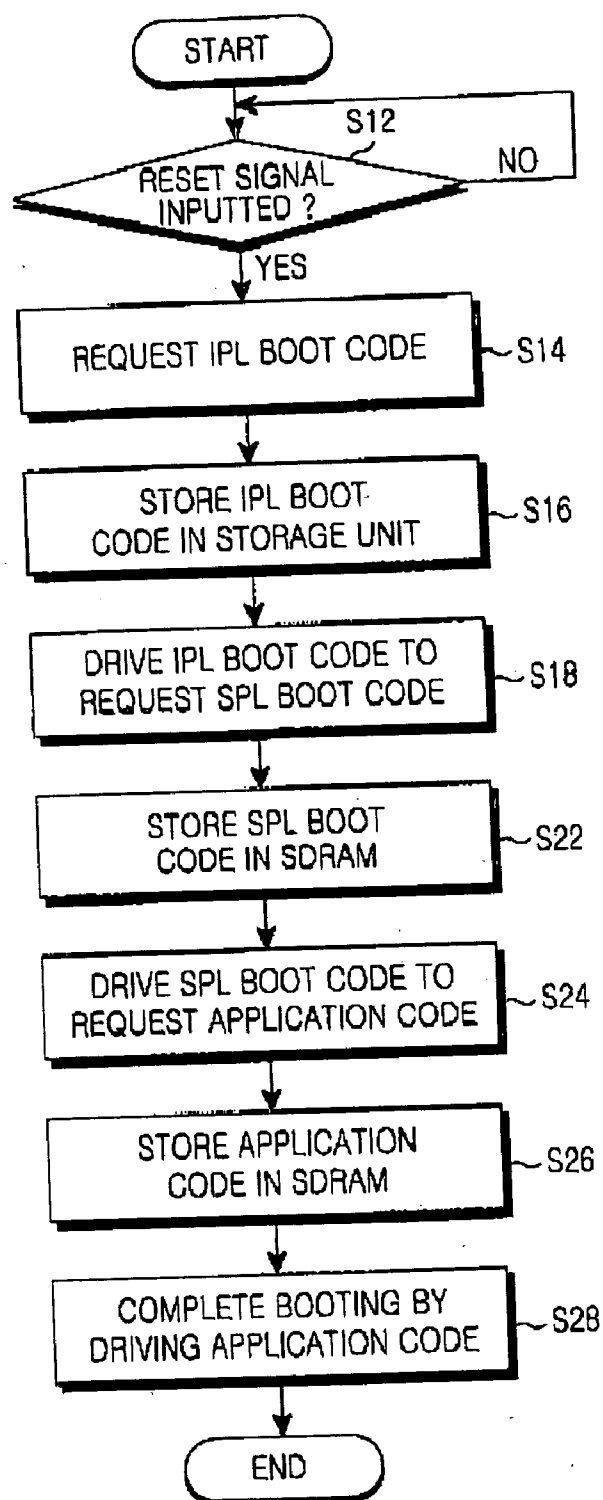 START
S12
RESET SIGNAL
INPUTTED ?
NO
YES
REQUEST IPL BOOT CODE
S14
STORE IPL BOOT
CODE IN STORAGE UNIT
S16
DRIVE IPL BOOT CODE TO
REQUEST SPL BOOT CODE
S18
STORE SPL BOOT
CODE IN SDRAM
S22
DRIVE SPL BOOT CODE TO
REQUEST APPLICATION CODE
S24
STORE APPLICATION
CODE IN SDRAM
S26
COMPLETE BOOTING BY
DRIVING APPLICATION CODE
S28
END